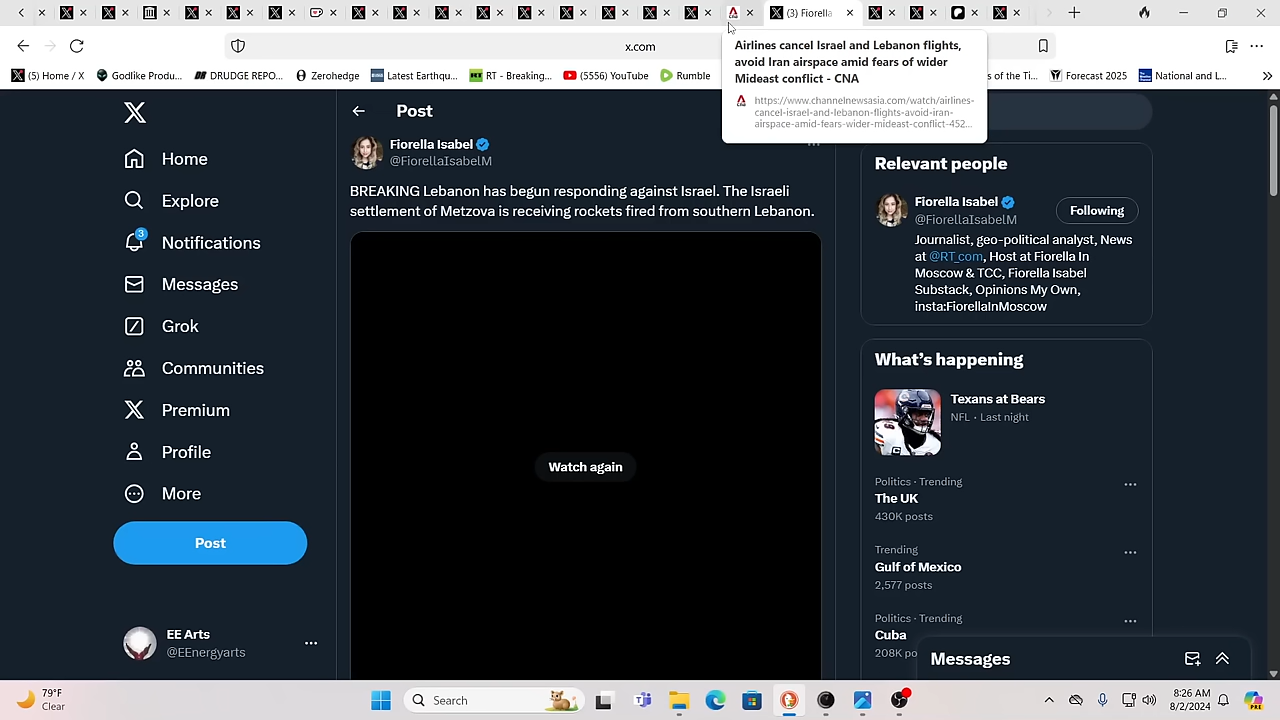 (3) Fiorella
x.com
(5) Home / X
Godlike Produ...
DRUDGE REPO...
Zerohedge
Latest Earthqu...
RT - Breaking...
(5556) YouTube
Rumble
s of the Ti...
Forecast 2025
National and L...
Airlines cancel Israel and Lebanon flights,
avoid Iran airspace amid fears of wider
Mideast conflict - CNA
https://www.channelnewsasia.com/watch/airlines-
cancel-israel-and-lebanon-flights-avoid-iran-
airspace-amid-fears-wider-mideast-conflict-452...
Home
Explore
3
Notifications
Messages
Grok
Communities
Premium
Profile
More
Post
EE Arts
@EEnergyarts
Post
Fiorella Isabel
@FiorellaIsabelM
BREAKING Lebanon has begun responding against Israel. The Israeli
settlement of Metzova is receiving rockets fired from southern Lebanon.
Watch again
Relevant people
Fiorella Isabel
@FiorellaIsabelM
Following
Journalist, geo-political analyst, News
at @RT_com, Host at Fiorella In
Moscow & TCC, Fiorella Isabel
Substack, Opinions My Own,
insta:FiorellaInMoscow
What's happening
Texans at Bears
NFL · Last night
Politics · Trending
The UK
430K posts
Trending
Gulf of Mexico
2,577 posts
Politics · Trending
Cuba
208K po
Messages
79°F
Clear
Search
8:26 AM
8/2/2024